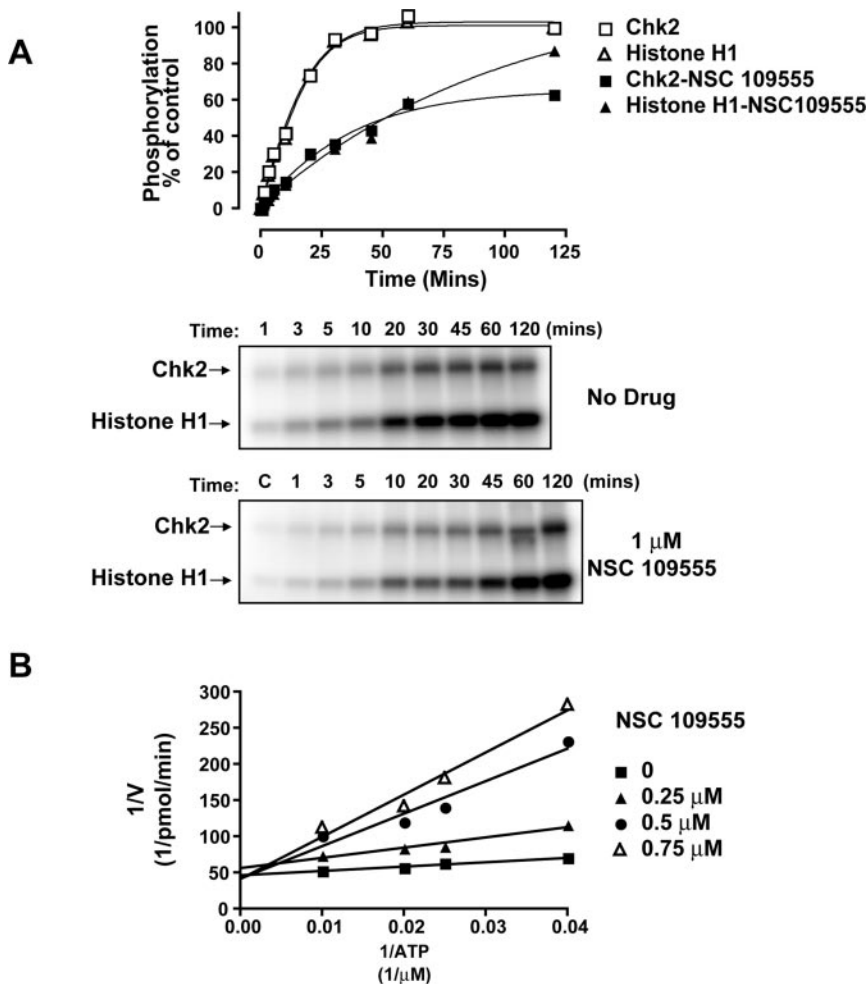 A
Phosphorylation
% of control
100
80
60
40
20
0
0 25 50 75 100 125
Time (Mins)
Chk2
Histone H1
Chk2-NSC 109555
Histone H1-NSC109555
Time: 1 3 5 10 20 30 45 60 120 (mins)
Chk2→
Histone H1→
No Drug
Time: C 1 3 5 10 20 30 45 60 120 (mins)
Chk2→
Histone H1→
1 μM
NSC 109555
B
1/V
(1/pmol/min)
300
250
200
150
100
50
0
0.00 0.01 0.02 0.03 0.04
1/ATP
(1/μM)
NSC 109555
0
0.25 μM
0.5 μM
0.75 μM